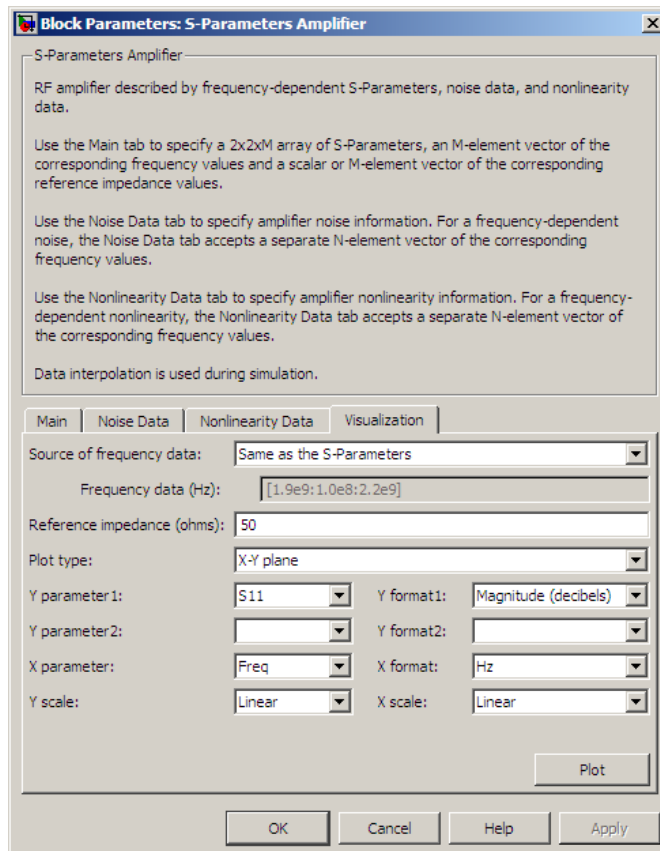 Block Parameters: S-Parameters Amplifier
S-Parameters Amplifier
RF amplifier described by frequency-dependent S-Parameters, noise data, and nonlinearity
data.
Use the Main tab to specify a 2x2xM array of S-Parameters, an M-element vector of the
corresponding frequency values and a scalar or M-element vector of the corresponding
reference impedance values.
Use the Noise Data tab to specify amplifier noise information. For a frequency-dependent
noise, the Noise Data tab accepts a separate N-element vector of the corresponding
frequency values.
Use the Nonlinearity Data tab to specify amplifier nonlinearity information. For a frequency-
dependent nonlinearity, the Nonlinearity Data tab accepts a separate N-element vector of
the corresponding frequency values.
Data interpolation is used during simulation.
Main Noise Data Nonlinearity Data Visualization
Source of frequency data: Same as the S-Parameters
Frequency data (Hz): [1.9e9:1.0e8:2.2e9]
Reference impedance (ohms): 50
Plot type: X-Y plane
Y parameter1: S11 Y format1: Magnitude (decibels)
Y parameter2: Y format2:
X parameter: Freq X format: Hz
Y scale: Linear X scale: Linear
Plot
OK Cancel Help Apply